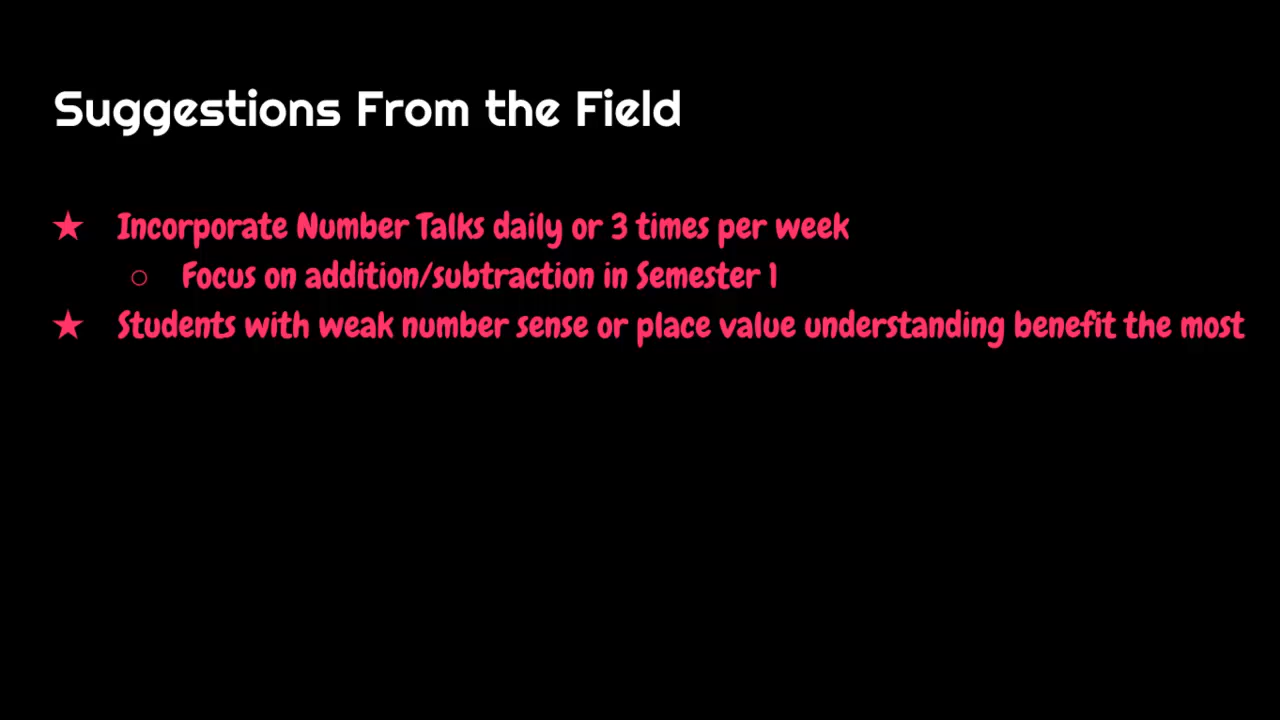 Suggestions From the Field
★ Incorporate Number Talks daily or 3 times per week
○ Focus on addition/subtraction in Semester 1
★ Students with weak number sense or place value understanding benefit the most